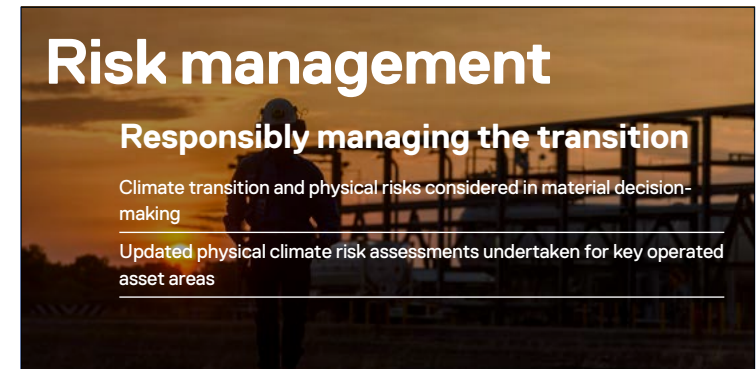 Risk management
Responsibly managing the transition
Climate transition and physical risks considered in material decision-
making
Updated physical climate risk assessments undertaken for key operated
asset areas